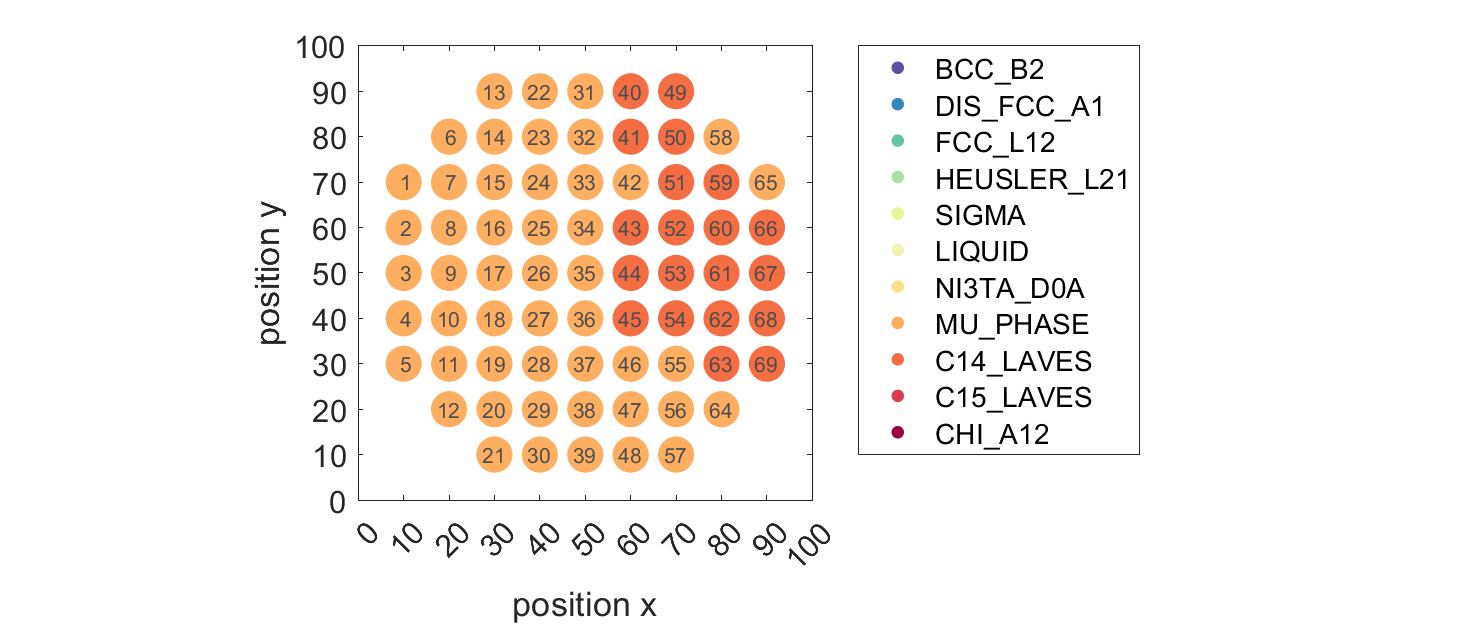 100
90
80
70
60
50
40
30
20
10
0
position y
13 22 31 40 49
6 14 23 32 41 50 58
1 7 15 24 33 42 51 59 65
2 8 16 25 34 43 52 60 66
3 9 17 26 35 44 53 61 67
4 10 18 27 36 45 54 62 68
5 11 19 28 37 46 55 63 69
12 20 29 38 47 56 64
21 30 39 48 57
0 10 20 30 40 50 60 70 80 90 100
position x
BCC_B2
DIS_FCC_A1
FCC_L12
HEUSLER_L21
SIGMA
LIQUID
NI3TA_D0A
MU_PHASE
C14_LAVES
C15_LAVES
CHI_A12